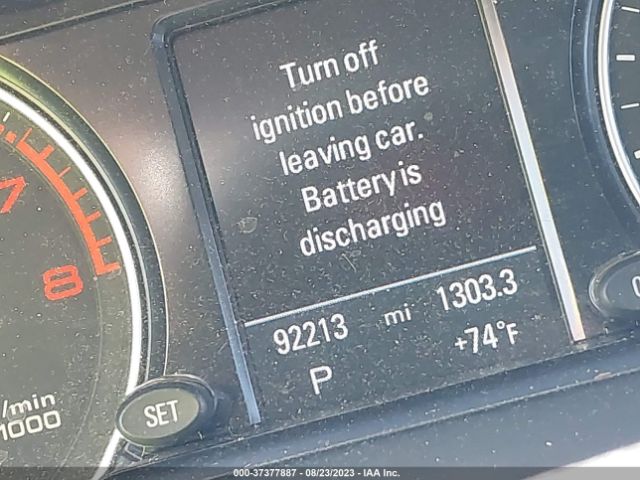 Turn off
ignition before
leaving car.
Battery is
discharging
92213 mi 1303.3
P +74°F
7
8
/min
1000
SET
000-37377887 - 08/23/2023 - IAA Inc.